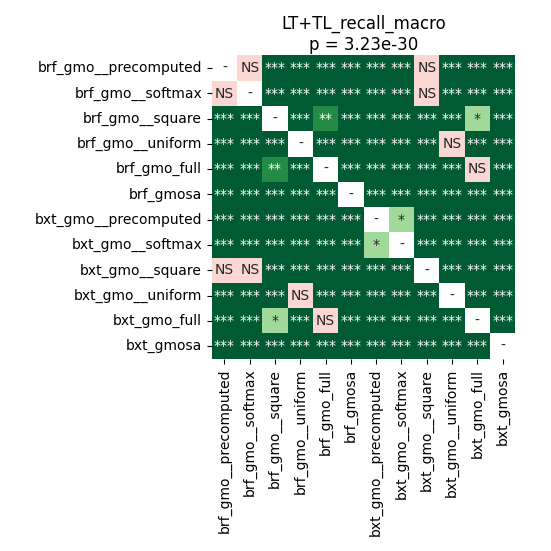 LT+TL_recall_macro
p = 3.23e-30
brf_gmo__precomputed - NS *** *** *** *** *** *** NS *** *** ***
brf_gmo__softmax NS - *** *** *** *** *** *** NS *** *** ***
brf_gmo__square *** *** - *** ** *** *** *** *** *** * ***
brf_gmo__uniform *** *** *** - *** *** *** *** *** NS *** ***
brf_gmo_full *** *** ** *** - *** *** *** *** *** NS ***
brf_gmosa *** *** *** *** *** - *** *** *** *** *** ***
bxt_gmo__precomputed *** *** *** *** *** *** - * *** *** *** ***
bxt_gmo__softmax *** *** *** *** *** *** * - *** *** *** ***
bxt_gmo__square NS NS *** *** *** *** *** *** - *** *** ***
bxt_gmo__uniform *** *** *** NS *** *** *** *** *** - *** ***
bxt_gmo_full *** *** * *** NS *** *** *** *** *** - ***
bxt_gmosa *** *** *** *** *** *** *** *** *** *** *** -
brf_gmo__precomputed
brf_gmo__softmax
brf_gmo__square
brf_gmo__uniform
brf_gmo_full
brf_gmosa
bxt_gmo__precomputed
bxt_gmo__softmax
bxt_gmo__square
bxt_gmo__uniform
bxt_gmo_full
bxt_gmosa